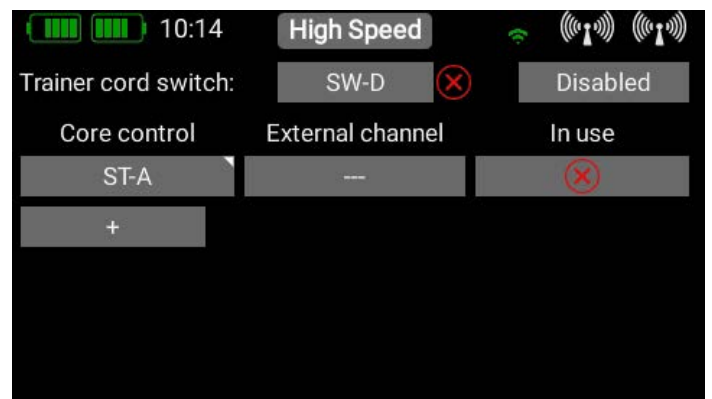 10:14 High Speed
Trainer cord switch: SW-D Disabled
Core control External channel In use
ST-A ---
+